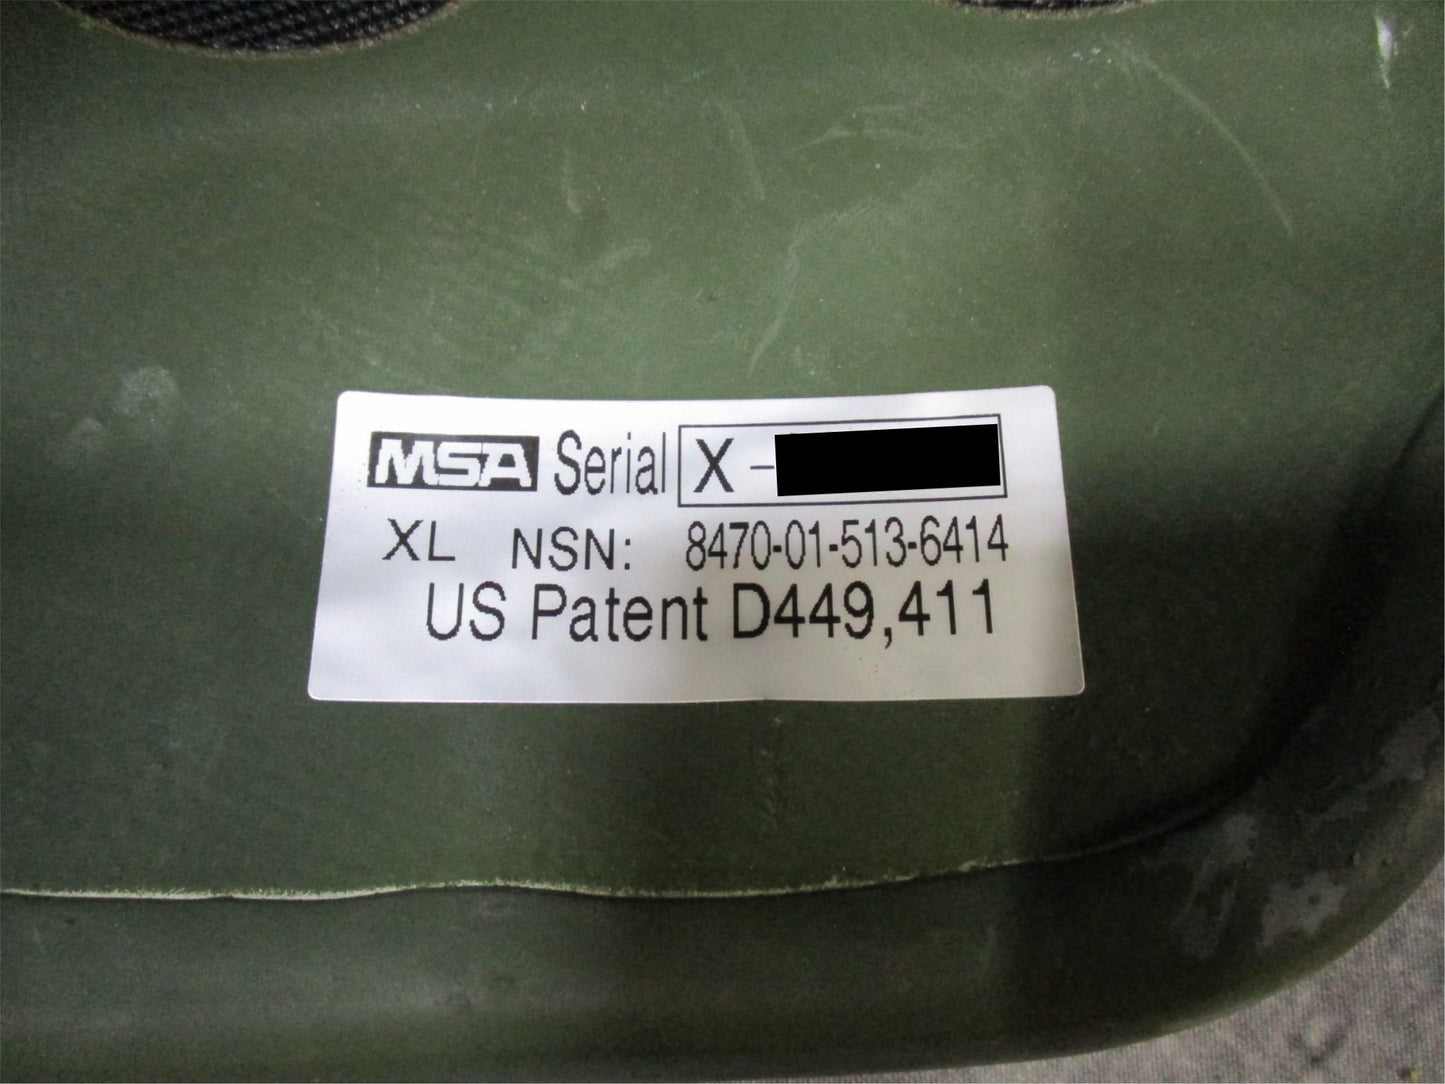 MSA Serial X -
XL NSN: 8470-01-513-6414
US Patent D449,411